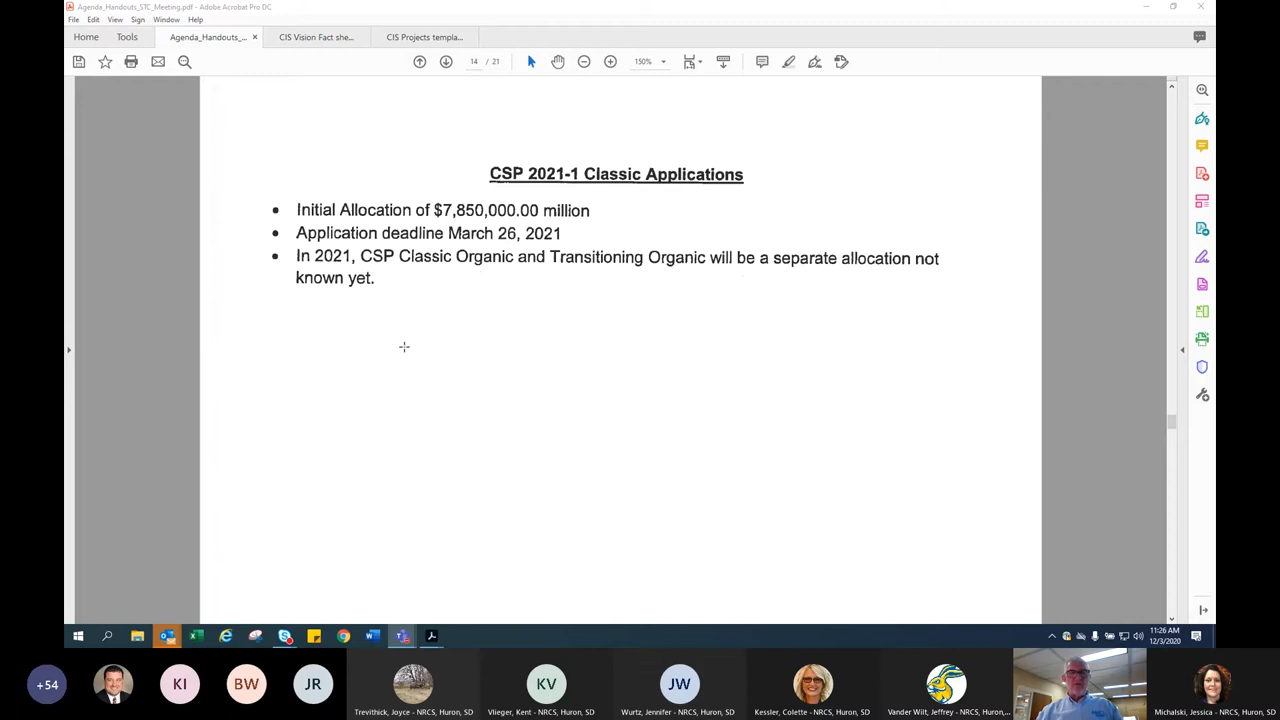 Agenda_Handouts_STC_Meeting.pdf - Adobe Acrobat Pro DC
File Edit View Sign Window Help
Home Tools Agenda_Handouts_... × CIS Vision Fact she... CIS Projects templa...
14 / 21 150%
CSP 2021-1 Classic Applications
• Initial Allocation of $7,850,000.00 million
• Application deadline March 26, 2021
• In 2021, CSP Classic Organic and Transitioning Organic will be a separate allocation not
known yet.
11:26 AM
12/3/2020
+54 KI BW JR KV JW
Trevithick, Joyce - NRCS, Huron, SD Vlieger, Kent - NRCS, Huron, SD Wurtz, Jennifer - NRCS, Huron, SD Kessler, Colette - NRCS, Huron, SD Vander Wilt, Jeffrey - NRCS, Huron,... Michalski, Jessica - NRCS, Huron, SD